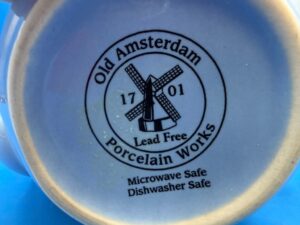 Old Amsterdam
17 01
Lead Free
Porcelain Works
Microwave Safe
Dishwasher Safe